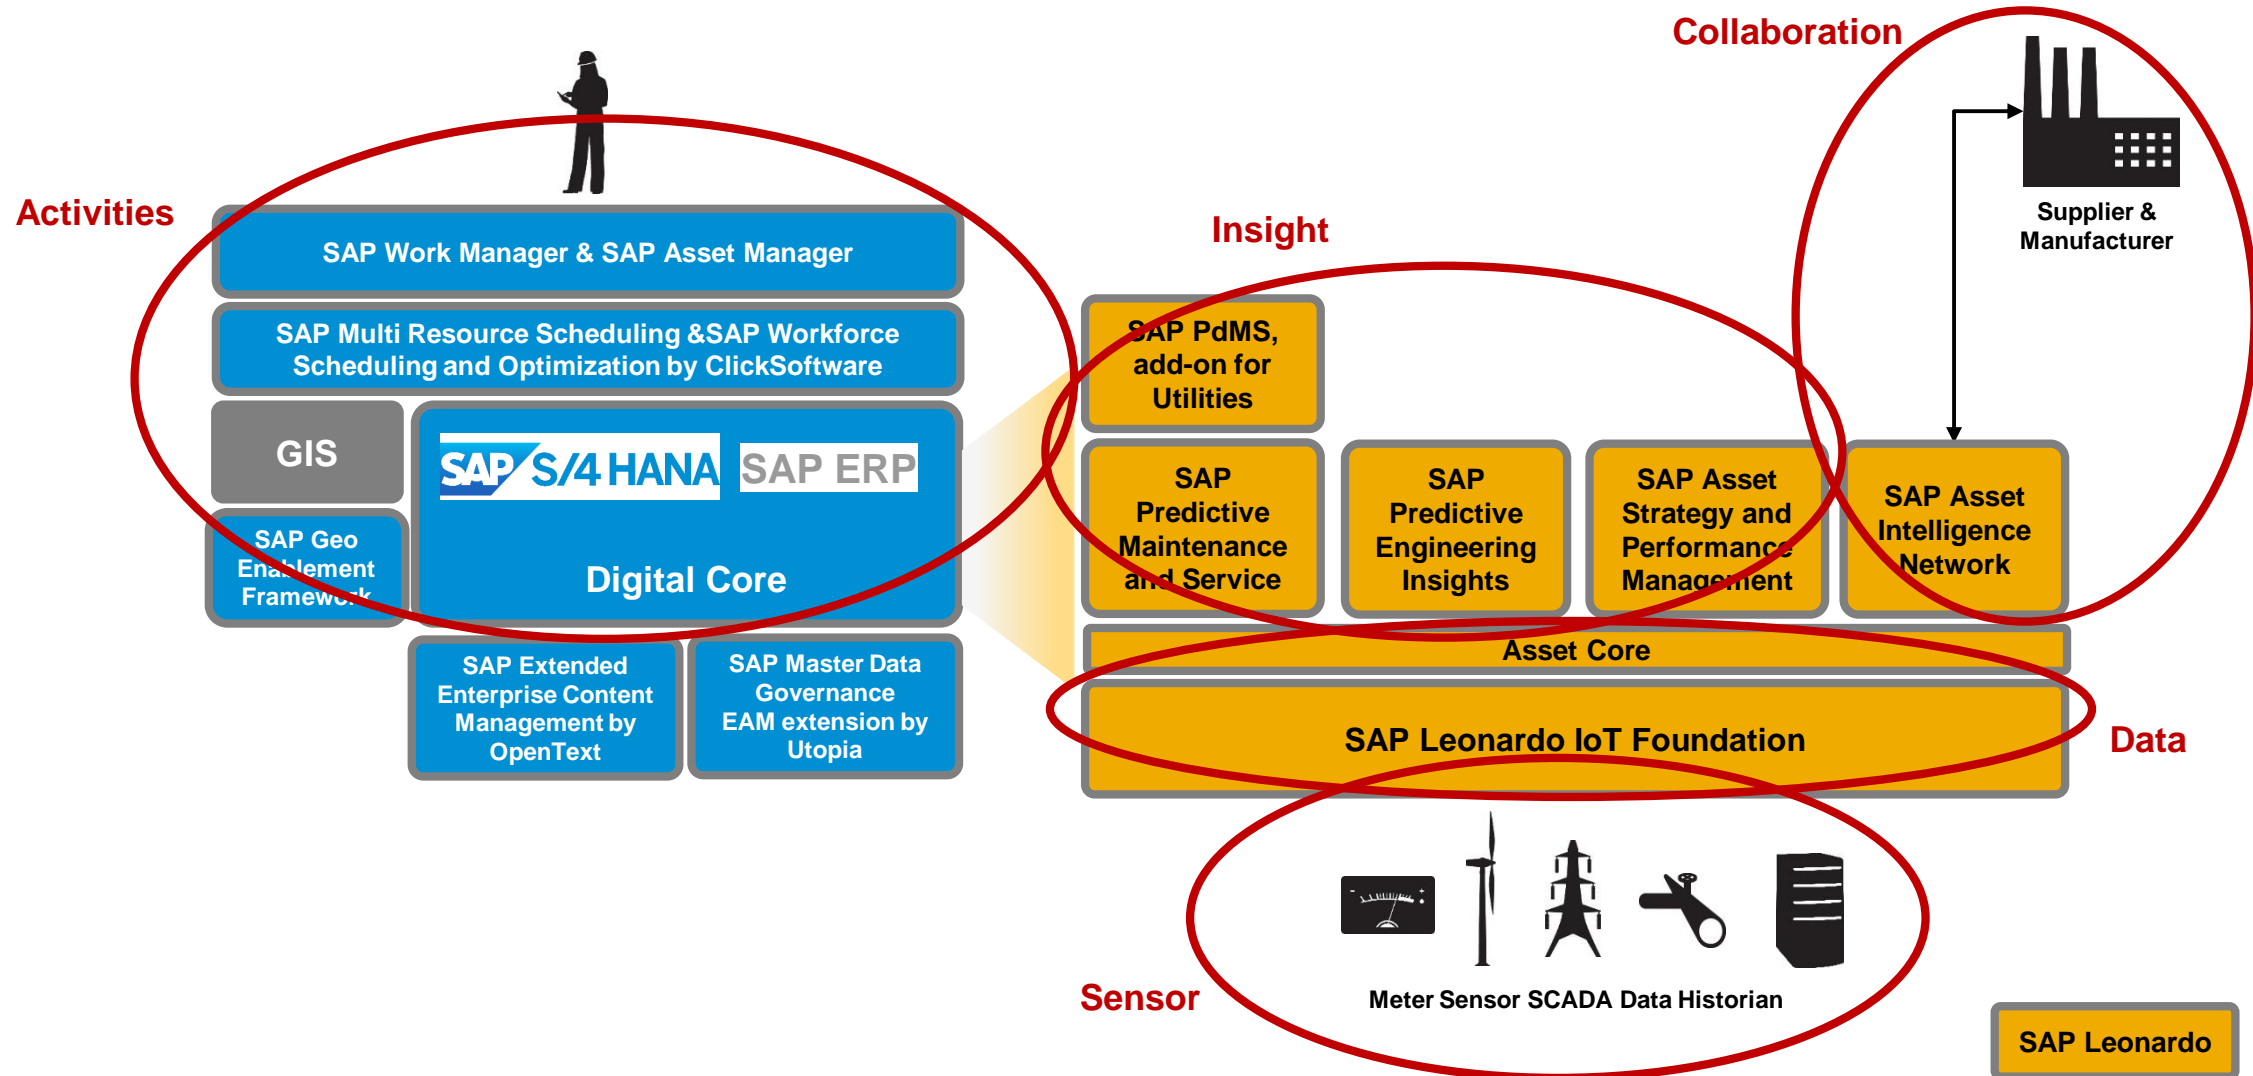 Collaboration
Supplier &
Manufacturer
Activities
SAP Work Manager & SAP Asset Manager
SAP Multi Resource Scheduling &SAP Workforce
Scheduling and Optimization by ClickSoftware
GIS
SAP S/4 HANA
SAP ERP
Digital Core
SAP Geo
Enablement
Framework
SAP Extended
Enterprise Content
Management by
OpenText
SAP Master Data
Governance
EAM extension by
Utopia
Insight
SAP PdMS,
add-on for
Utilities
SAP
Predictive
Maintenance
and Service
SAP
Predictive
Engineering
Insights
SAP Asset
Strategy and
Performance
Management
SAP Asset
Intelligence
Network
Asset Core
SAP Leonardo IoT Foundation
Data
Sensor
Meter Sensor SCADA Data Historian
SAP Leonardo